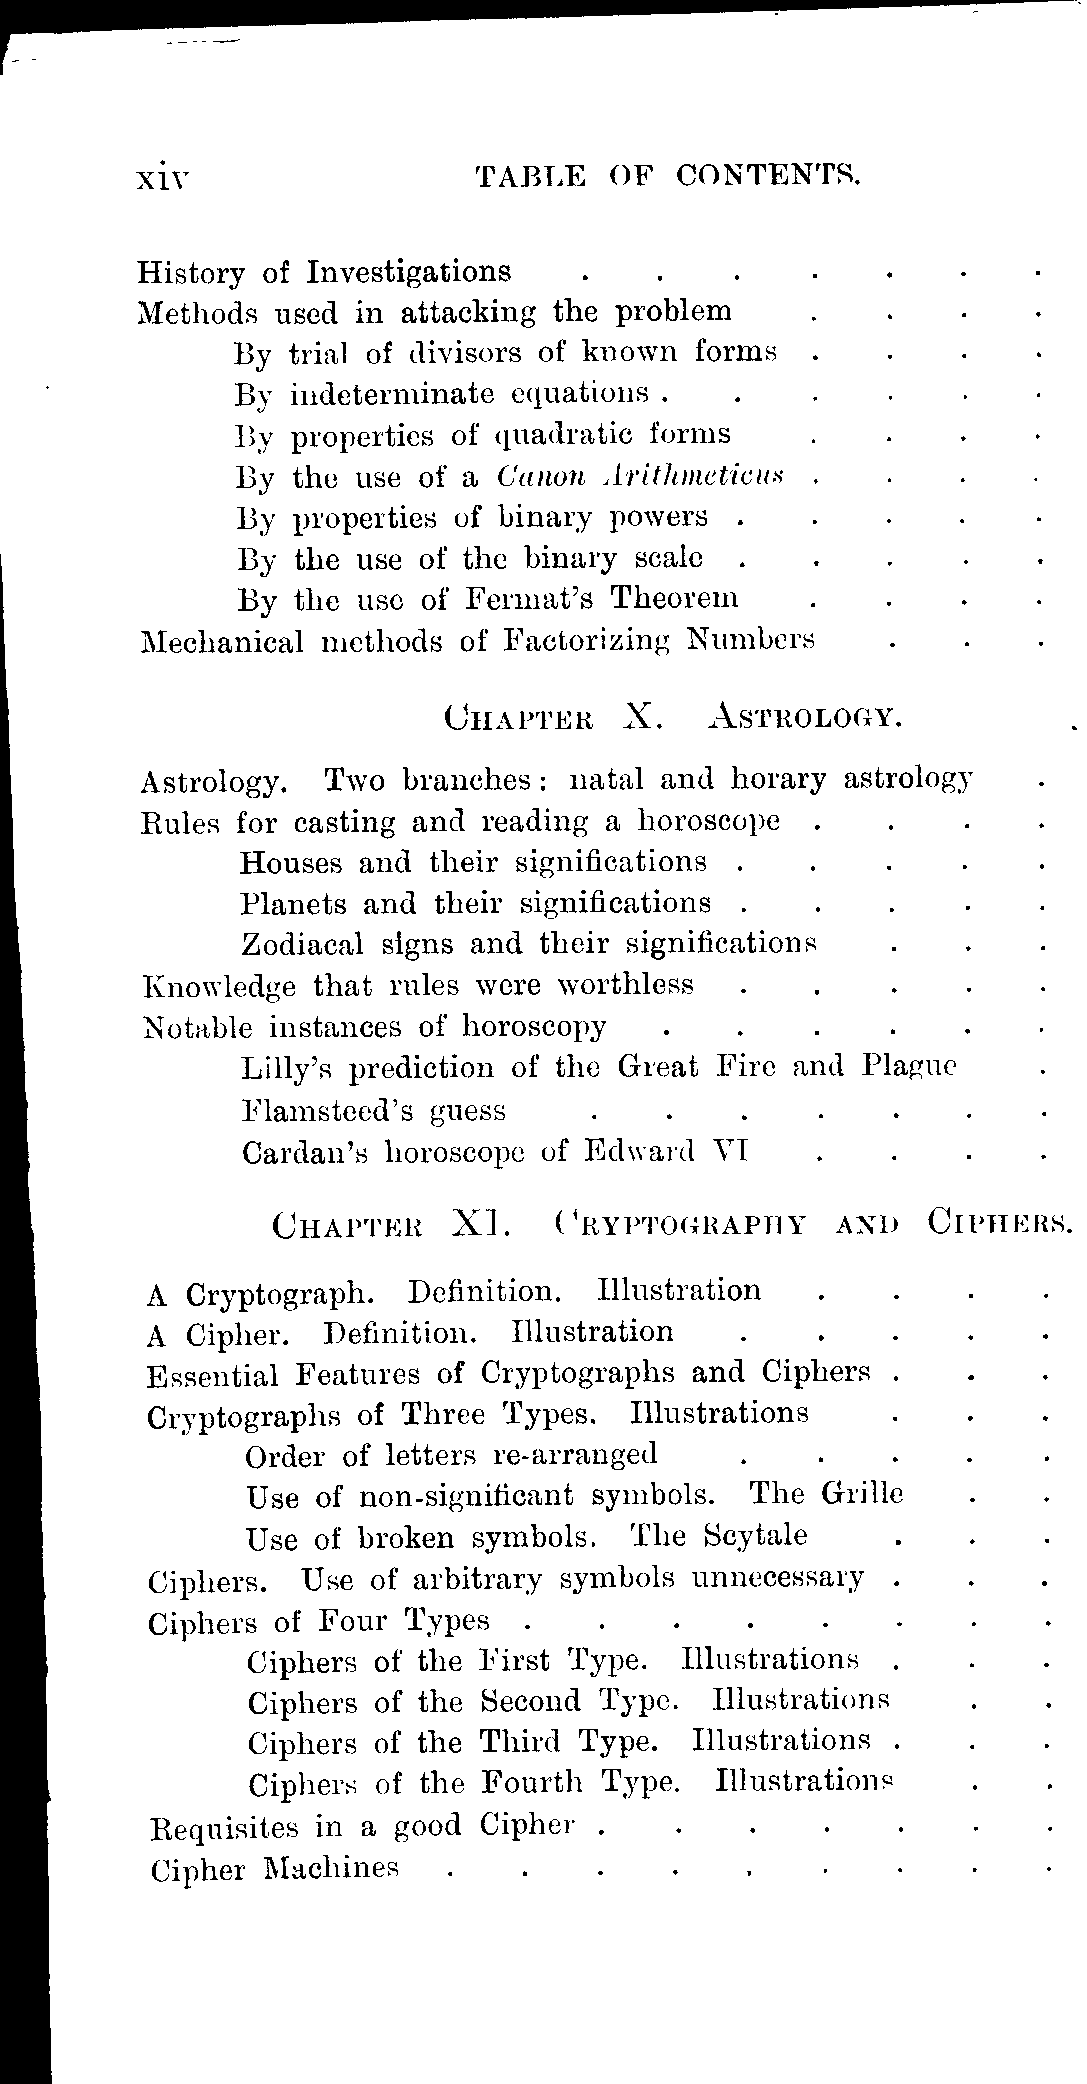 xiv TABLE OF CONTENTS.
History of Investigations . . . . . . .
Methods used in attacking the problem . . . .
By trial of divisors of known forms . . . .
By indeterminate equations . . . . . .
By properties of quadratic forms . . . .
By the use of a Canon Arithmeticus . . . .
By properties of binary powers . . . . .
By the use of the binary scale . . . . .
By the use of Fermat's Theorem . . . .
Mechanical methods of Factorizing Numbers . . .
CHAPTER X. ASTROLOGY.
Astrology. Two branches: natal and horary astrology .
Rules for casting and reading a horoscope . . . .
Houses and their significations . . . . .
Planets and their significations . . . . .
Zodiacal signs and their significations . . .
Knowledge that rules were worthless . . . . .
Notable instances of horoscopy . . . . . .
Lilly's prediction of the Great Fire and Plague .
Flamsteed's guess . . . . . . .
Cardan's horoscope of Edward VI . . . .
CHAPTER XI. CRYPTOGRAPHY AND CIPHERS.
A Cryptograph. Definition. Illustration . . . .
A Cipher. Definition. Illustration . . . . .
Essential Features of Cryptographs and Ciphers . . .
Cryptographs of Three Types. Illustrations . . .
Order of letters re-arranged . . . . .
Use of non-significant symbols. The Grille . .
Use of broken symbols. The Scytale . . .
Ciphers. Use of arbitrary symbols unnecessary . . .
Ciphers of Four Types . . . . . . . .
Ciphers of the First Type. Illustrations . . .
Ciphers of the Second Type. Illustrations . .
Ciphers of the Third Type. Illustrations . . .
Ciphers of the Fourth Type. Illustrations . .
Requisites in a good Cipher . . . . . . .
Cipher Machines . . . . . . . . .